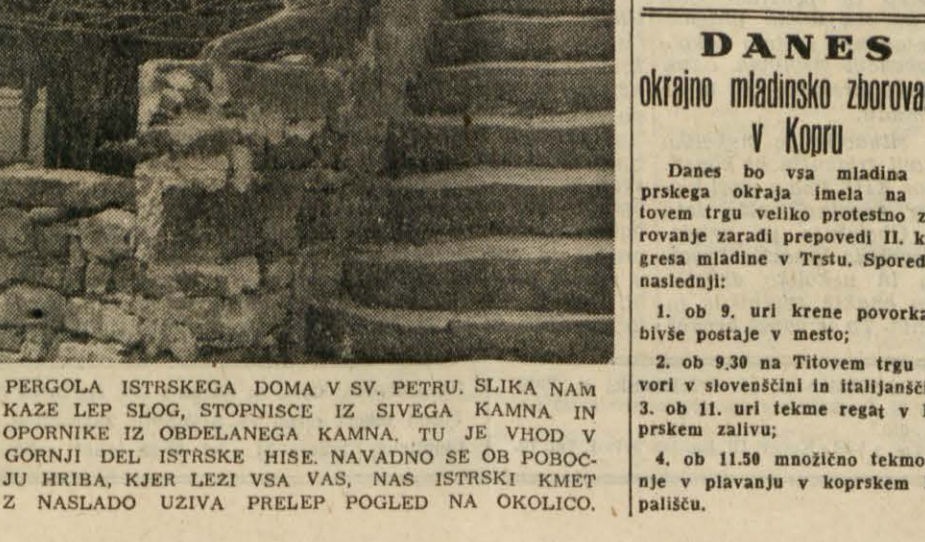 PERGOLA ISTRSKEGA DOMA V SV. PETRU. SLIKA NAM
KAZE LEP SLOG, STOPNISCE IZ SIVEGA KAMNA IN
OPORNIKE IZ OBDELANEGA KAMNA. TU JE VHOD V
GORNJI DEL ISTRSKE HISE. NAVADNO SE OB POBOC-
JU HRIBA, KJER LEZI VSA VAS, NAS ISTRSKI KMET
Z NASLADO UZIVA PRELEP POGLED NA OKOLICO.
DANES
okrajno mladinsko zborova
v Kopru
Danes bo vsa mladina
prskega okraja imela na
tovem trgu veliko protestno z
rovanje zaradi prepovedi II. k
gresa mladine v Trstu. Spored
naslednji:
1. ob 9. uri krene povorka
bivše postaje v mesto;
2. ob 9.30 na Titovem trgu
vori v slovenščini in italijanšči
3. ob 11. uri tekme regat v
prskem zalivu;
4. ob 11.50 množično tekmo
nje v plavanju v koprskem
pališču.